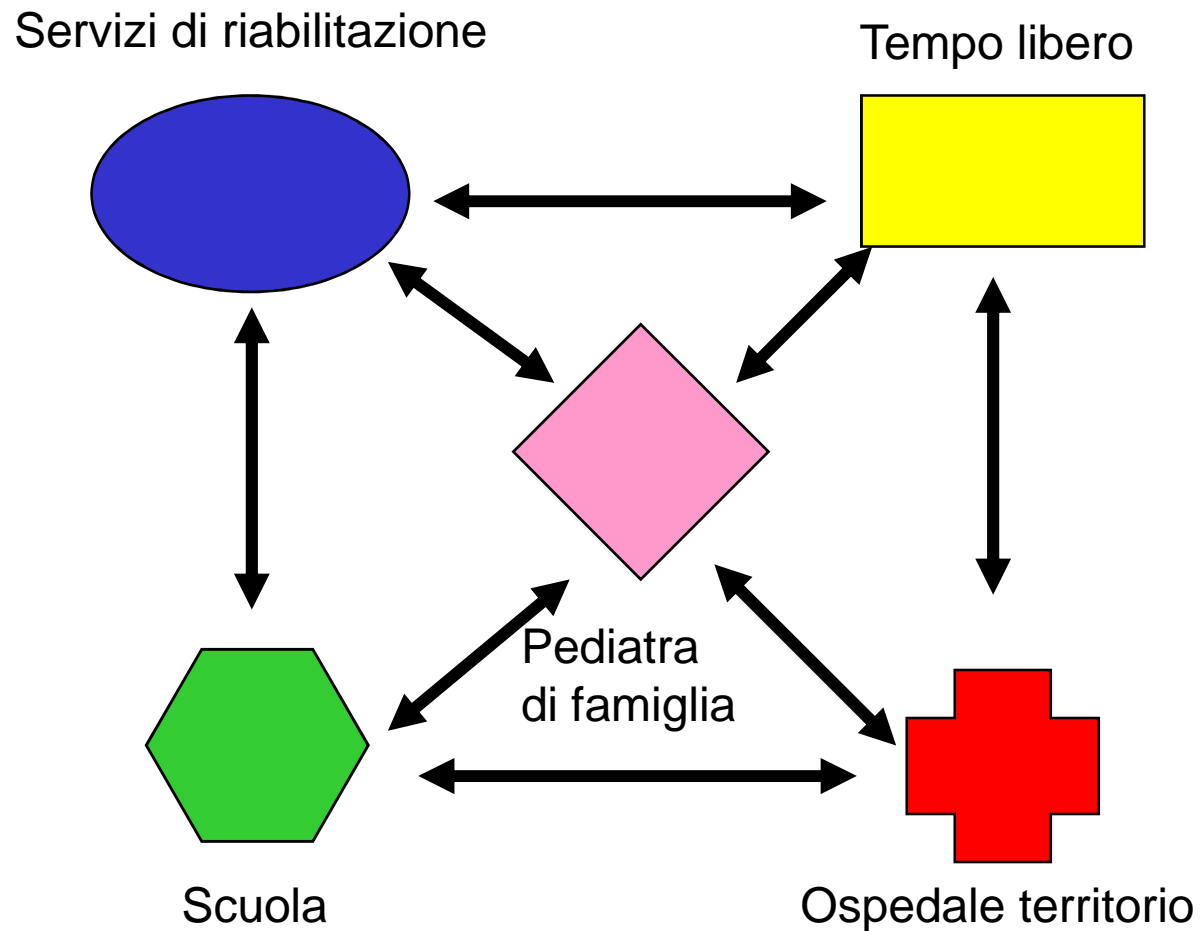 Servizi di riabilitazione
Tempo libero
Pediatra
di famiglia
Scuola
Ospedale territorio